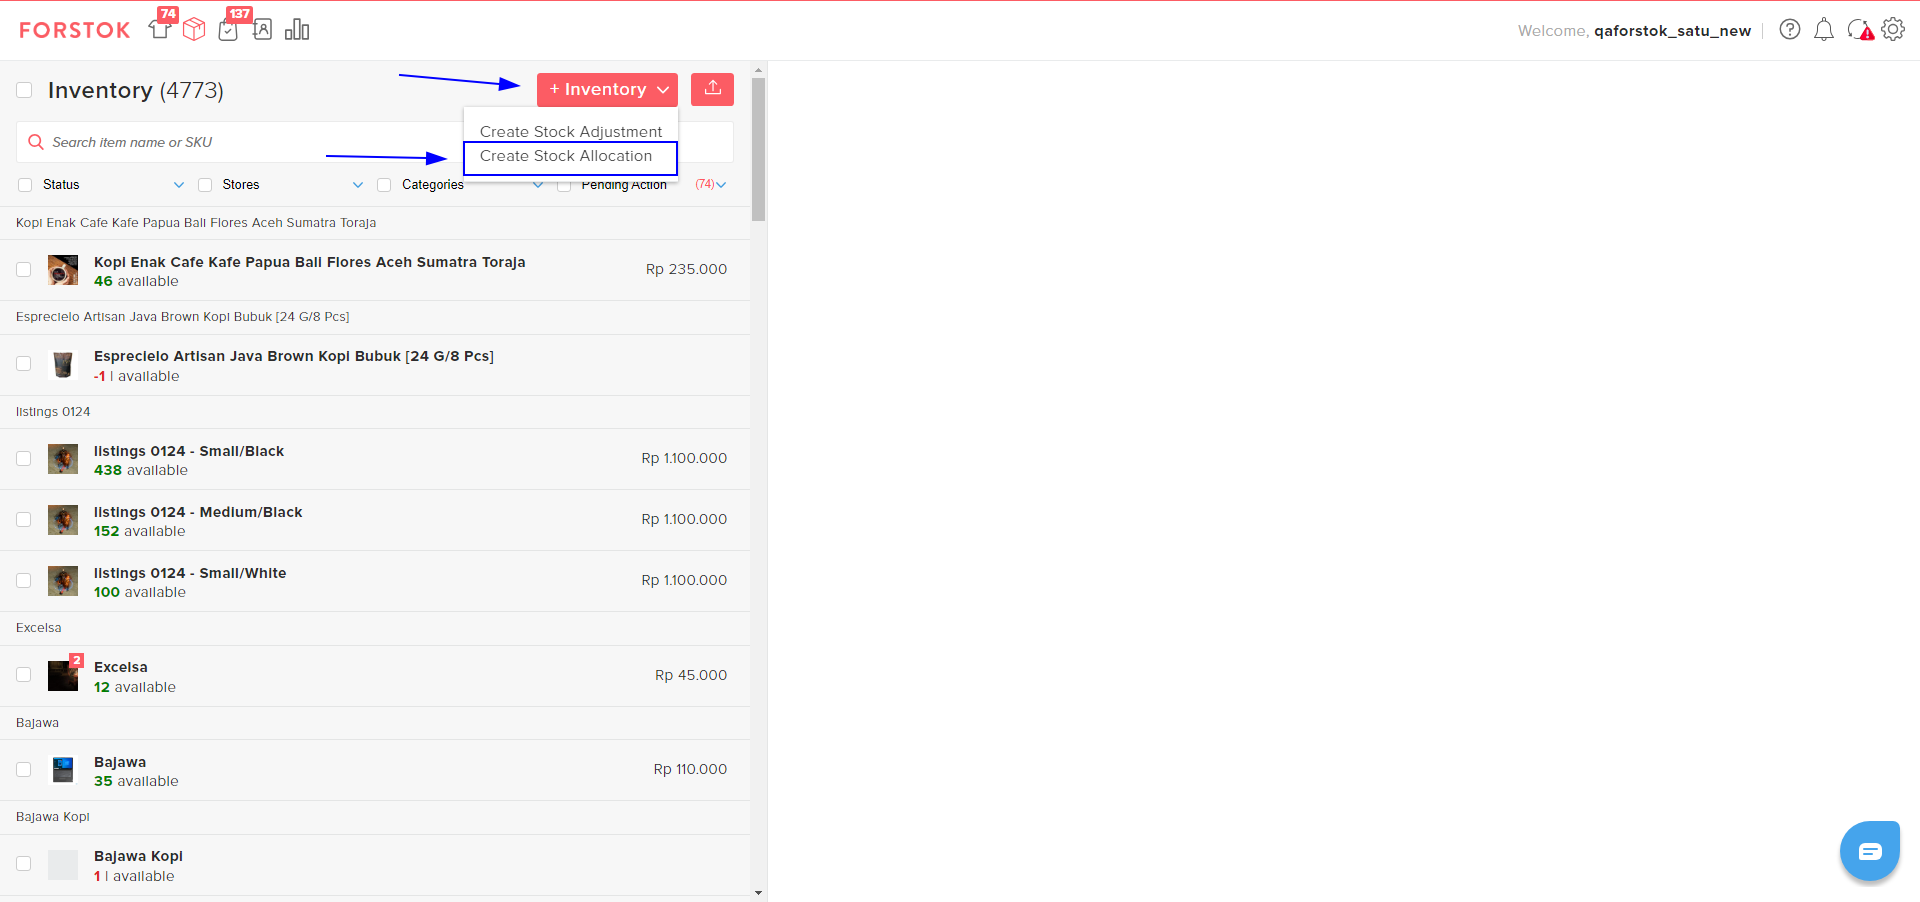 FORSTOK
74
137
Welcome, qaforstok_satu_new
Inventory (4773)
+ Inventory
Create Stock Adjustment
Create Stock Allocation
Search item name or SKU
Status
Stores
Categories
Pending Action
(74)
Kopi Enak Cafe Kafe Papua Bali Flores Aceh Sumatra Toraja
Kopi Enak Cafe Kafe Papua Bali Flores Aceh Sumatra Toraja
Rp 235.000
46 available
Esprecielo Artisan Java Brown Kopi Bubuk [24 G/8 Pcs]
Esprecielo Artisan Java Brown Kopi Bubuk [24 G/8 Pcs]
-1 | available
listings 0124
listings 0124 - Small/Black
Rp 1.100.000
438 available
listings 0124 - Medium/Black
Rp 1.100.000
152 available
listings 0124 - Small/White
Rp 1.100.000
100 available
Excelsa
2
Excelsa
Rp 45.000
12 available
Bajawa
Bajawa
Rp 110.000
35 available
Bajawa Kopi
Bajawa Kopi
1 | available